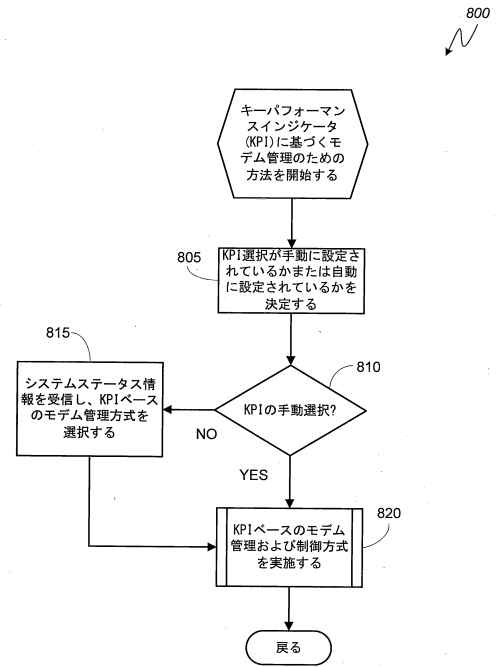 800
キーパフォーマン
スインジケータ
(KPI)に基づくモ
デム管理のための
方法を開始する
805
KPI選択が手動に設定され
ているかまたは自動
に設定されているかを
決定する
815
システムステータス情
報を受信し、KPIベース
のモデム管理方式を
選択する
810
KPIの手動選択?
NO
YES
820
KPIベースのモデム
管理および制御方式
を実施する
戻る